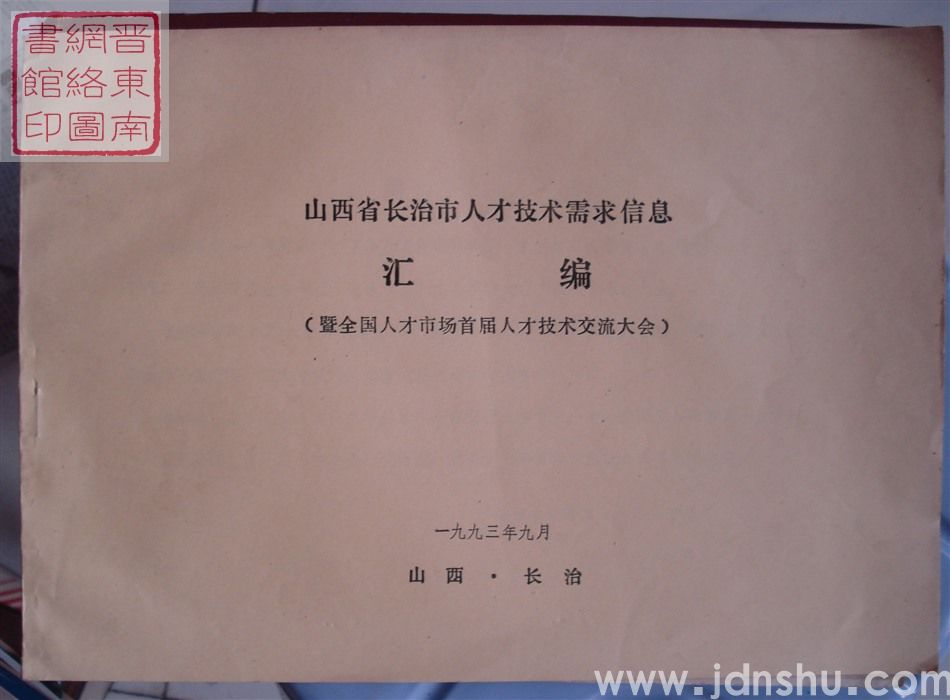 晋東南
網絡圖
書館印
山西省长治市人才技术需求信息
汇编
（暨全国人才市场首届人才技术交流大会）
一九九三年九月
山西·长治
www.jdnshu.com